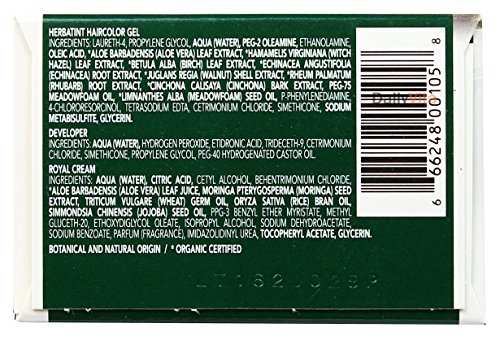 HERBATINT HAIRCOLOR GEL
INGREDIENTS: LAURETH-4, PROPYLENE GLYCOL, AQUA (WATER), PEG-2 OLEAMINE, ETHANOLAMINE,
OLEIC ACID, *ALOE BARBADENSIS (ALOE VERA) LEAF EXTRACT, *HAMAMELIS VIRGINIANA (WITCH
HAZEL) LEAF EXTRACT, *BETULA ALBA (BIRCH) LEAF EXTRACT, *ECHINACEA ANGUSTIFOLIA
(ECHINACEA) ROOT EXTRACT, *JUGLANS REGIA (WALNUT) SHELL EXTRACT, *RHEUM PALMATUM
(RHUBARB) ROOT EXTRACT, *CINCHONA CALISAYA (CINCHONA) BARK EXTRACT, PEG-75
MEADOWFOAM OIL, *LIMNANTHES ALBA (MEADOWFOAM) SEED OIL, P-PHENYLENEDIAMINE,
4-CHLORORESORCINOL, TETRASODIUM EDTA, CETRIMONIUM CHLORIDE, SIMETHCONE, SODIUM
METABISULFITE, GLYCERIN.
DEVELOPER
INGREDIENTS: AQUA (WATER), HYDROGEN PEROXIDE, ETIDRONIC ACID, TRIDECETH-9, CETRIMONIUM
CHLORIDE, SIMETHCONE, PROPYLENE GLYCOL, PEG-40 HYDROGENATED CASTOR OIL.
ROYAL CREAM
INGREDIENTS: AQUA (WATER), CITRIC ACID, CETYL ALCOHOL, BEHENTRIMONIUM CHLORIDE,
*ALOE BARBADENSIS (ALOE VERA) LEAF JUICE, MORINGA PTERYGOSPERMA (MORINGA) SEED
EXTRACT, TRITICUM VULGARE (WHEAT) GERM OIL, ORYZA SATIVA (RICE) BRAN OIL,
SIMMONDSIA CHINENSIS (JOJOBA) SEED OIL, PPG-3 BENZYL ETHER MYRISTATE, METHYL
GLUCETH-20, ETHOXYDIGLYCOL OLEATE, ISOPROPYL ALCOHOL, SODIUM DEHYDROACETATE,
SODIUM BENZOATE, PARFUM (FRAGRANCE), IMIDAZOLIDINYL UREA, TOCOPHERYL ACETATE, GLYCERIN.
BOTANICAL AND NATURAL ORIGIN / * ORGANIC CERTIFIED
6 66248 00105 8
Daily